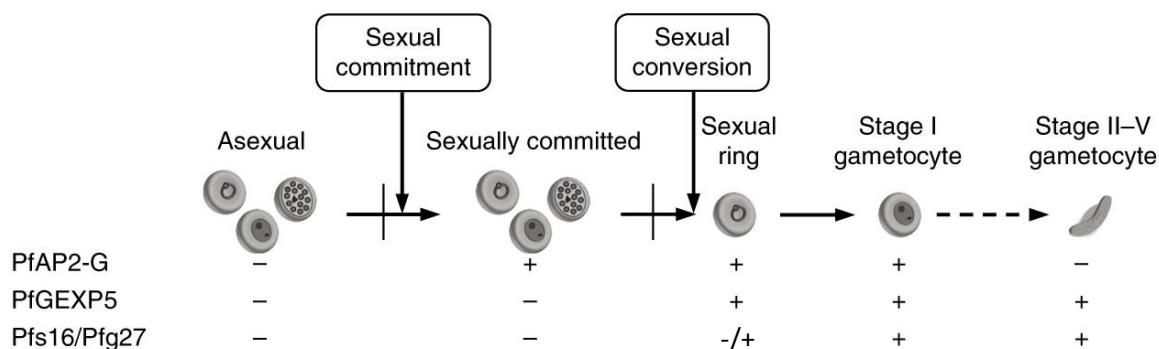 Sexual
commitment
Sexual
conversion
Asexual
Sexually committed
Sexual
ring
Stage I
gametocyte
Stage II–V
gametocyte
PfAP2-G – + + + –
PfGEXP5 – – + + +
Pfs16/Pfg27 – – -/+ + +